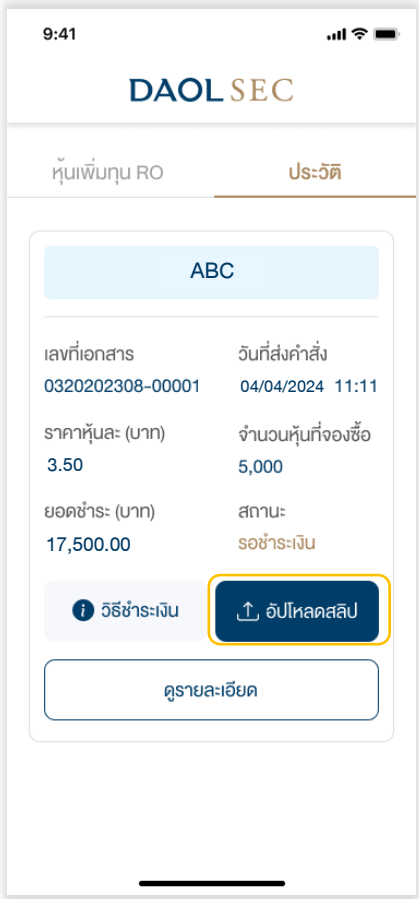 9:41
DAOL SEC
หุ้นเพิ่มทุน RO ประวัติ
ABC
เลขที่เอกสาร วันที่ส่งคำสั่ง
0320202308-00001 04/04/2024 11:11
ราคาหุ้นละ (บาท) จำนวนหุ้นที่จองซื้อ
3.50 5,000
ยอดชำระ (บาท) สถานะ
17,500.00 รอชำระเงิน
วิธีชำระเงิน อัปโหลดสลิป
ดูรายละเอียด